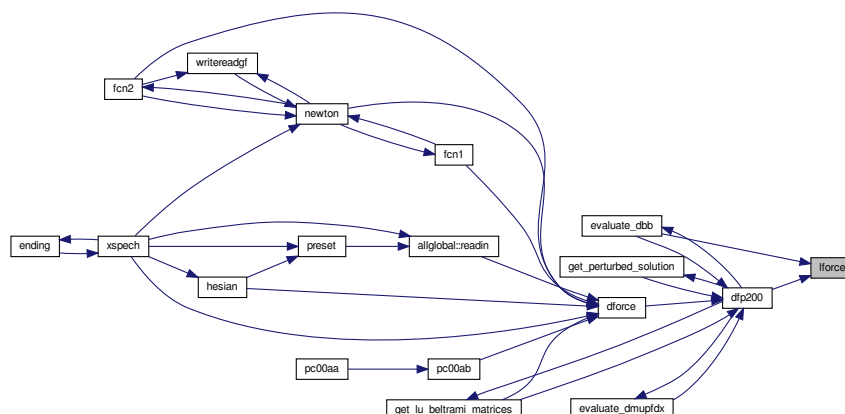 writereadgf
fcn2
newton
fcn1
evaluate_dbb
ending
xspech
preset
allglobal::readin
get_perturbed_solution
lforce
hesian
dforce
dfp200
pc00aa
pc00ab
get_lu_beltrami_matrices
evaluate_dmupfdx